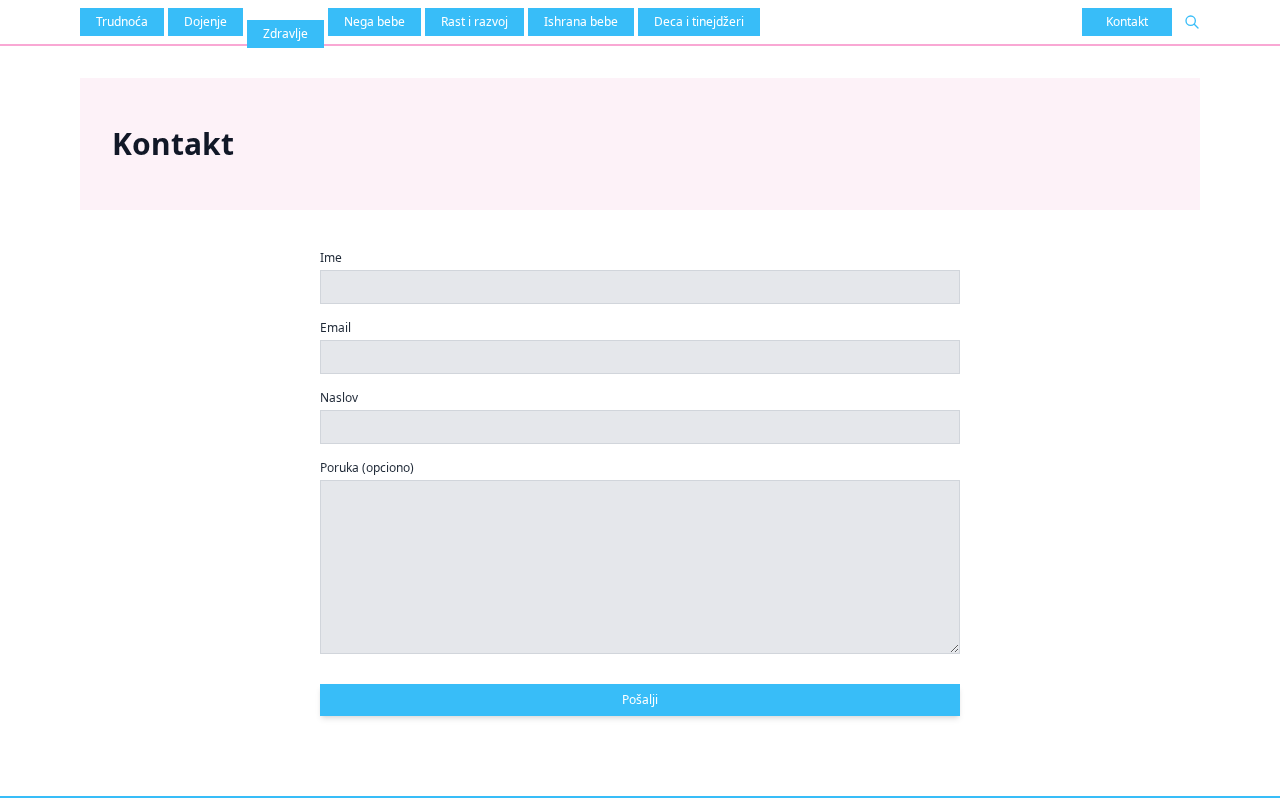 Trudnoća Dojenje Zdravlje Nega bebe Rast i razvoj Ishrana bebe Deca i tinejdžeri Kontakt
Kontakt
Ime
Email
Naslov
Poruka (opciono)
Pošalji